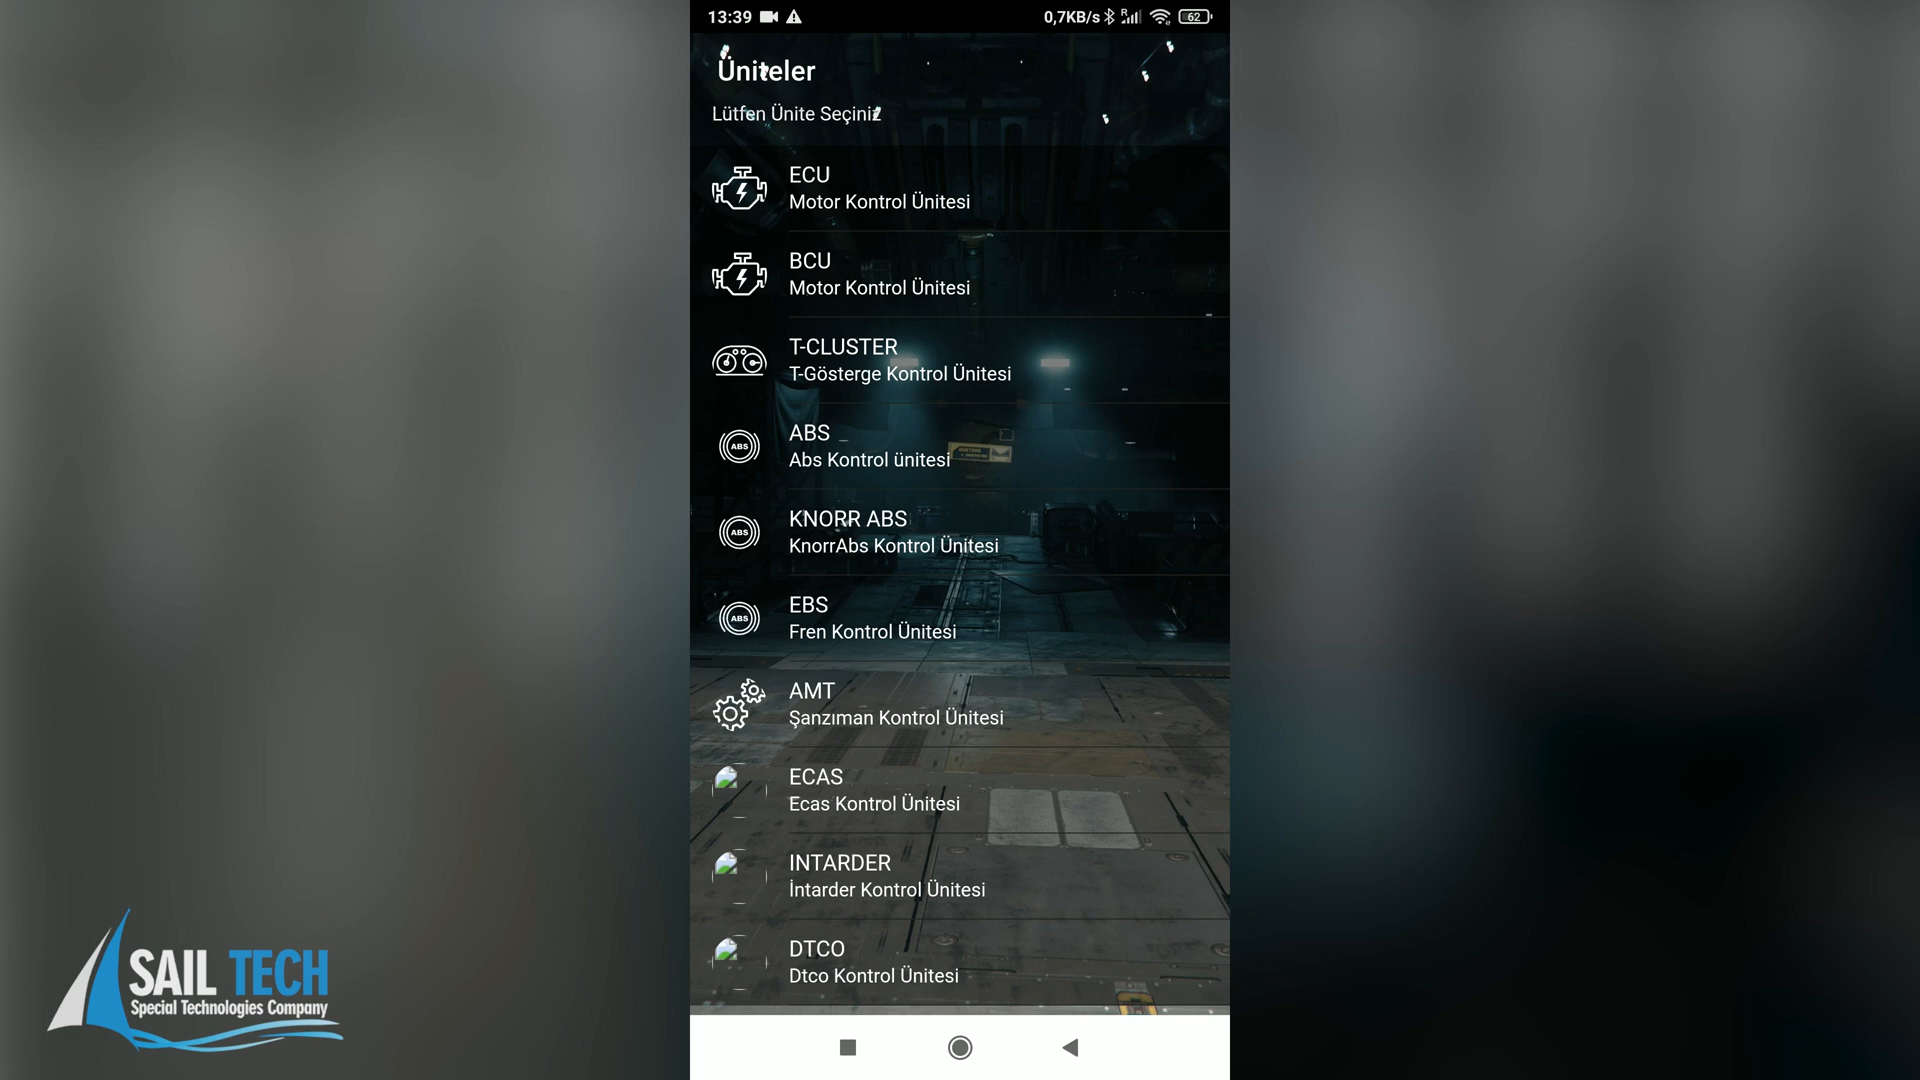 13:39
0,7KB/s
R
62
Üniteler
Lütfen Ünite Seçiniz
ECU
Motor Kontrol Ünitesi
BCU
Motor Kontrol Ünitesi
T-CLUSTER
T-Gösterge Kontrol Ünitesi
ABS
ABS
Abs Kontrol ünitesi
ABS
KNORR ABS
KnorrAbs Kontrol Ünitesi
ABS
EBS
Fren Kontrol Ünitesi
AMT
Şanzıman Kontrol Ünitesi
ECAS
Ecas Kontrol Ünitesi
INTARDER
İntarder Kontrol Ünitesi
DTCO
Dtco Kontrol Ünitesi
SAIL TECH
Special Technologies Company